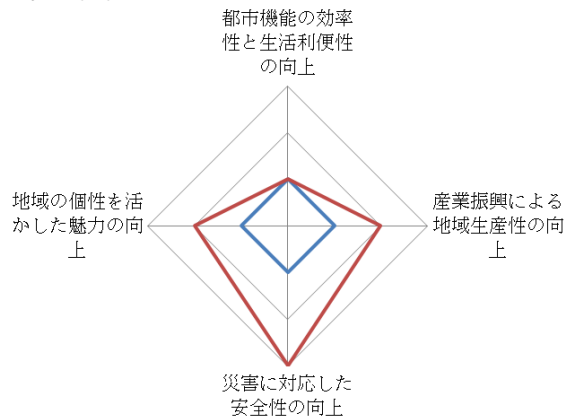 都市機能の効率
性と生活利便性
の向上
地域の個性を活
かした魅力の向
上
産業振興による
地域生産性の向
上
災害に対応した
安全性の向上